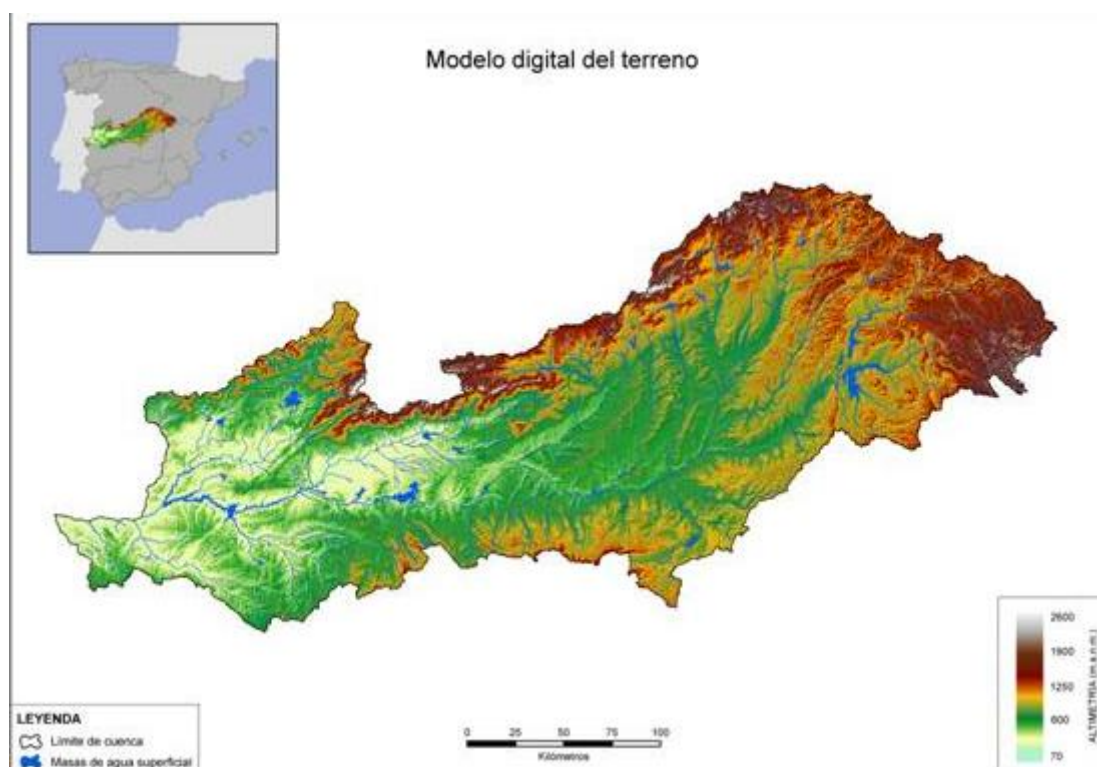 Modelo digital del terreno
2600
1900
1250
600
70
ALTIMETRÍA (m.s.n.m.)
LEYENDA
Límite de cuenca
Masas de agua superficial
0 25 50 75 100
Kilómetros